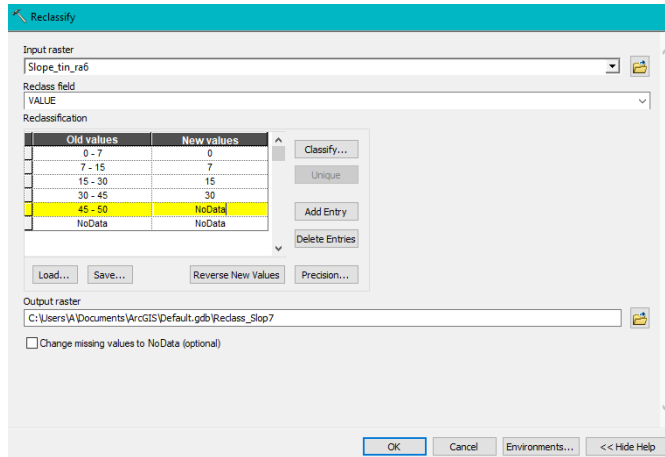 Reclassify
Input raster
Slope_tin_ra6
Reclass field
VALUE
Reclassification
Old values New values
0 - 7 0
7 - 15 7
15 - 30 15
30 - 45 30
45 - 50 NoData
NoData NoData
Classify...
Unique
Add Entry
Delete Entries
Load... Save... Reverse New Values Precision...
Output raster
C:\Users\A\Documents\ArcGIS\Default.gdb\Reclass_Slop7
Change missing values to NoData (optional)
OK Cancel Environments... << Hide Help